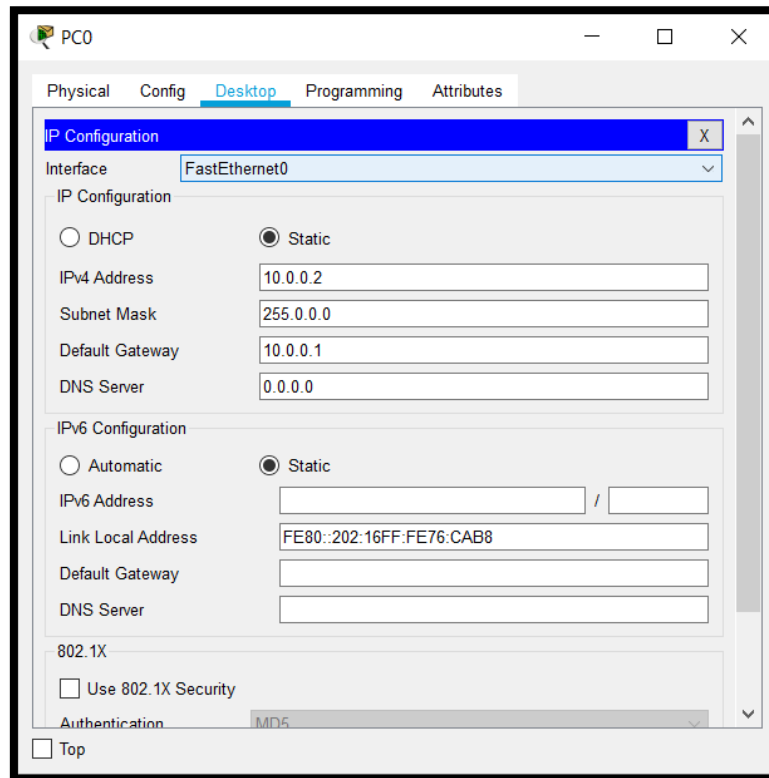 PC0
Physical Config Desktop Programming Attributes
IP Configuration X
Interface FastEthernet0
IP Configuration
DHCP Static
IPv4 Address 10.0.0.2
Subnet Mask 255.0.0.0
Default Gateway 10.0.0.1
DNS Server 0.0.0.0
IPv6 Configuration
Automatic Static
IPv6 Address /
Link Local Address FE80::202:16FF:FE76:CAB8
Default Gateway
DNS Server
802.1X
Use 802.1X Security
Authentication MD5
Top